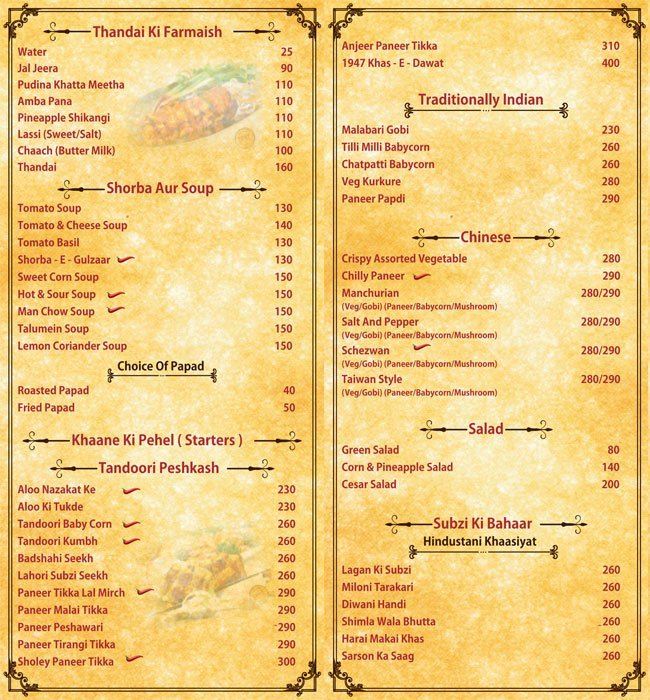 Thandai Ki Farmaish
Water 25
Jal Jeera 90
Pudina Khatta Meetha 110
Amba Pana 110
Pineapple Shikangi 110
Lassi (Sweet/Salt) 110
Chaach (Butter Milk) 100
Thandai 160
Shorba Aur Soup
Tomato Soup 130
Tomato & Cheese Soup 140
Tomato Basil 130
Shorba - E - Gulzaar 130
Sweet Corn Soup 150
Hot & Sour Soup 150
Man Chow Soup 150
Talumein Soup 150
Lemon Coriander Soup 150
Choice Of Papad
Roasted Papad 40
Fried Papad 50
Khaane Ki Pehel ( Starters )
Tandoori Peshkash
Aloo Nazakat Ke 230
Aloo Ki Tukde 230
Tandoori Baby Corn 260
Tandoori Kumbh 260
Badshahi Seekh 260
Lahori Subzi Seekh 260
Paneer Tikka Lal Mirch 290
Paneer Malai Tikka 290
Paneer Peshawari 290
Paneer Tirangi Tikka 290
Sholey Paneer Tikka 300
Anjeer Paneer Tikka 310
1947 Khas - E - Dawat 400
Traditionally Indian
Malabari Gobi 230
Tilli Milli Babycorn 260
Chatpatti Babycorn 260
Veg Kurkure 280
Paneer Papdi 290
Chinese
Crispy Assorted Vegetable 280
Chilly Paneer 290
Manchurian 280/290
(Veg/Gobi) (Paneer/Babycorn/Mushroom)
Salt And Pepper 280/290
(Veg/Gobi) (Paneer/Babycorn/Mushroom)
Schezwan 280/290
(Veg/Gobi) (Paneer/Babycorn/Mushroom)
Taiwan Style 280/290
(Veg/Gobi) (Paneer/Babycorn/Mushroom)
Salad
Green Salad 80
Corn & Pineapple Salad 140
Cesar Salad 200
Subzi Ki Bahaar
Hindustani Khaasiyat
Lagan Ki Subzi 260
Miloni Tarakari 260
Diwani Handi 260
Shimla Wala Bhutta 260
Harai Makai Khas 260
Sarson Ka Saag 260